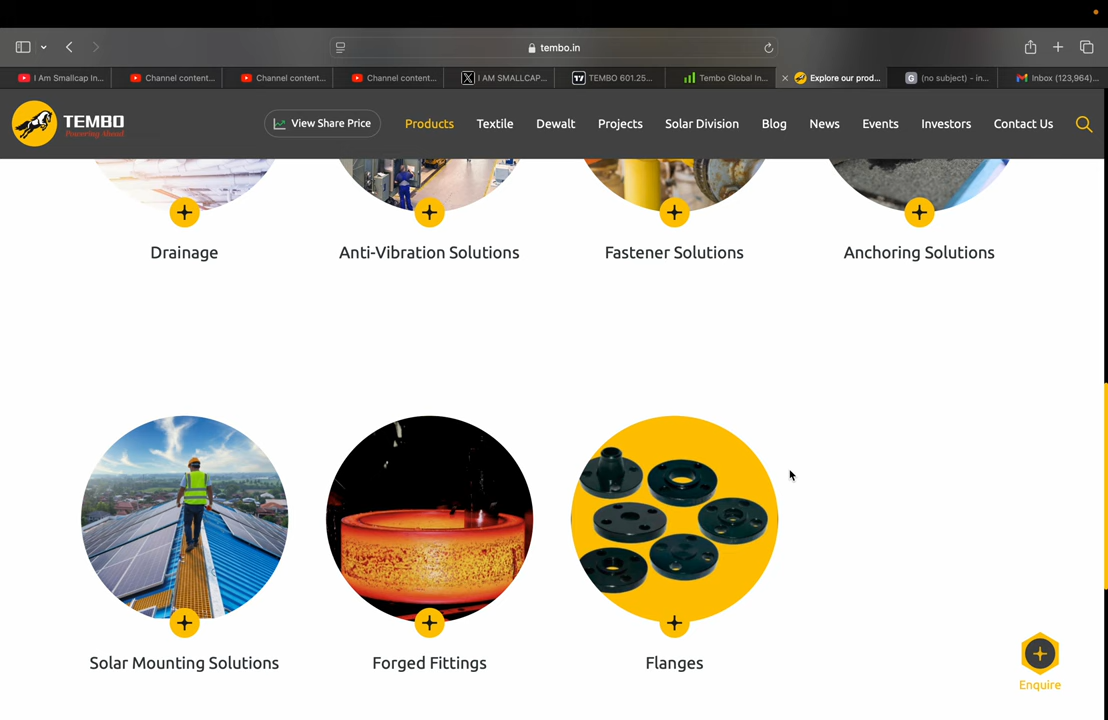 tembo.in
I Am Smallcap In...
Channel content...
Channel content...
Channel content...
I AM SMALLCAP...
TEMBO 601.25...
Tembo Global In...
Explore our prod...
(no subject) - in...
Inbox (123,964)...
TEMBO
Powering Ahead
View Share Price
Products
Textile
Dewalt
Projects
Solar Division
Blog
News
Events
Investors
Contact Us
Drainage
Anti-Vibration Solutions
Fastener Solutions
Anchoring Solutions
Solar Mounting Solutions
Forged Fittings
Flanges
Enquire